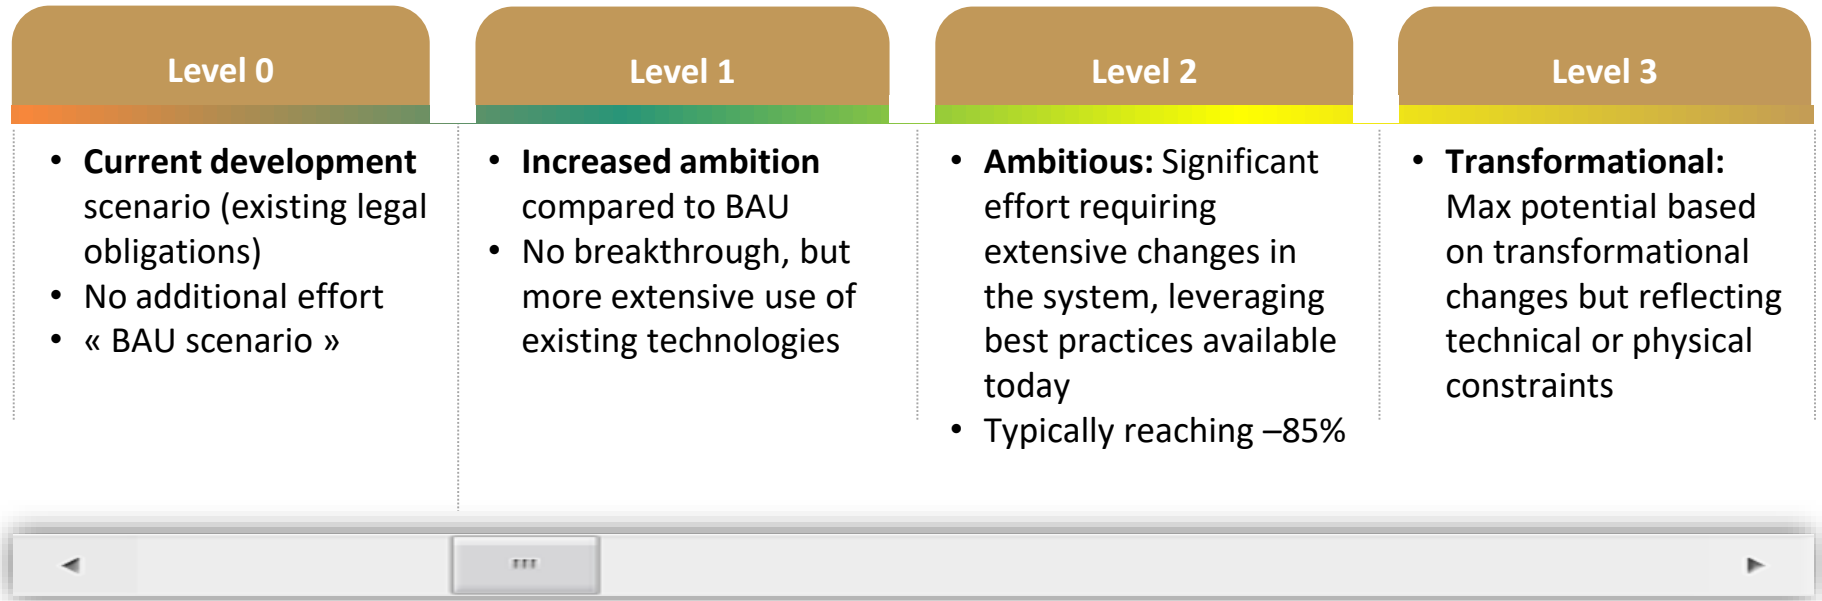 Level 0
• Current development
scenario (existing legal
obligations)
• No additional effort
• « BAU scenario »
Level 1
• Increased ambition
compared to BAU
• No breakthrough, but
more extensive use of
existing technologies
Level 2
• Ambitious: Significant
effort requiring
extensive changes in
the system, leveraging
best practices available
today
• Typically reaching –85%
Level 3
• Transformational:
Max potential based
on transformational
changes but reflecting
technical or physical
constraints